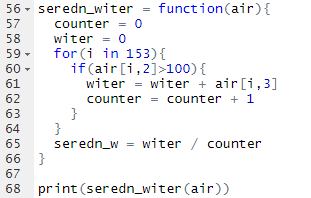 56 seredn_witer = function(air){
57 counter = 0
58 witer = 0
59 for(i in 153){
60 if(air[i,2]>100){
61 witer = witer + air[i,3]
62 counter = counter + 1
63 }
64 }
65 seredn_w = witer / counter
66 }
67
68 print(seredn_witer(air))